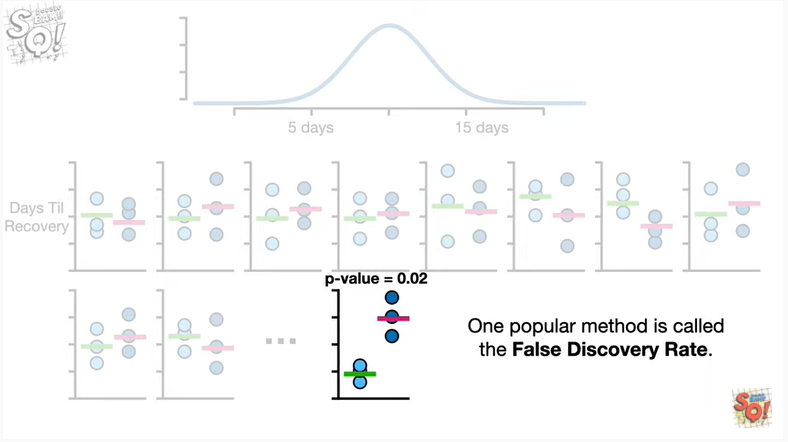 5 days
15 days
Days Til
Recovery
p-value = 0.02
One popular method is called
the False Discovery Rate.
SQ!